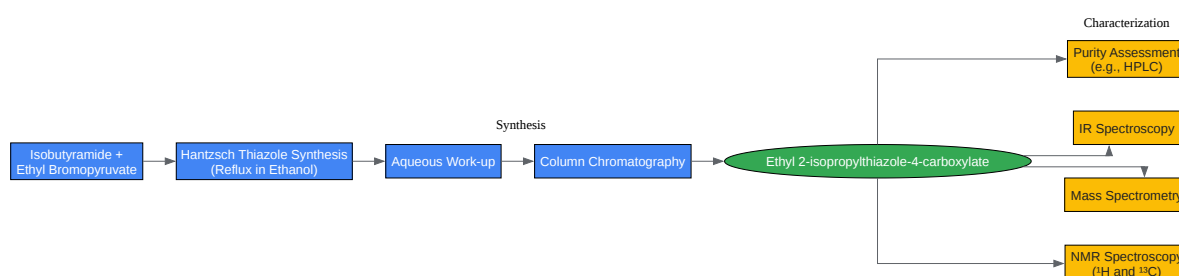 Characterization
Purity Assessment
(e.g., HPLC)
Synthesis
IR Spectroscopy
Isobutyramide +
Ethyl Bromopyruvate
Hantzsch Thiazole Synthesis
(Reflux in Ethanol)
Aqueous Work-up
Column Chromatography
Ethyl 2-isopropylthiazole-4-carboxylate
Mass Spectrometry
NMR Spectroscopy
(¹H and ¹³C)